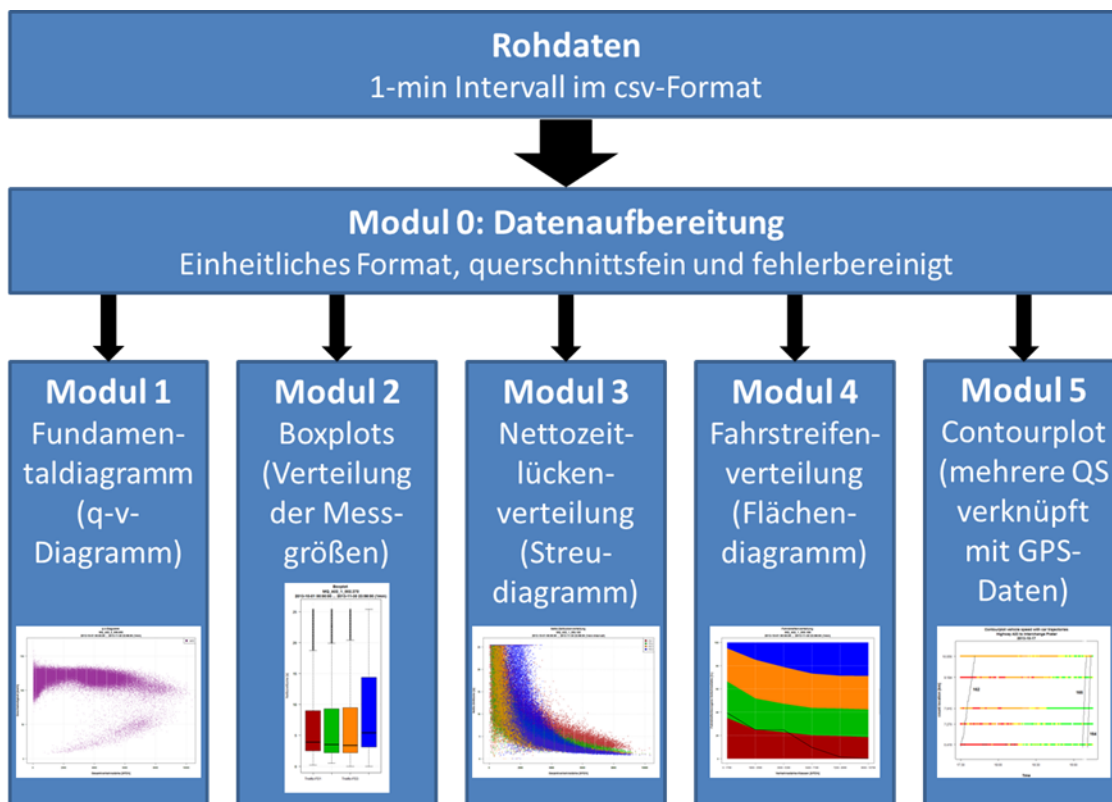 Rohdaten
1-min Intervall im csv-Format
Modul 0: Datenaufbereitung
Einheitliches Format, querschnittsfein und fehlerbereinigt
Modul 1
Fundamen-
taldiagramm
(q-v-
Diagramm)
Modul 2
Boxplots
(Verteilung
der Mess-
größen)
Boxplot
Modul 3
Nettozeit-
lücken-
verteilung
(Streu-
diagramm)
Modul 4
Fahrstreifen-
verteilung
(Flächen-
diagramm)
Modul 5
Contourplot
(mehrere QS
verknüpft
mit GPS-
Daten)
Time